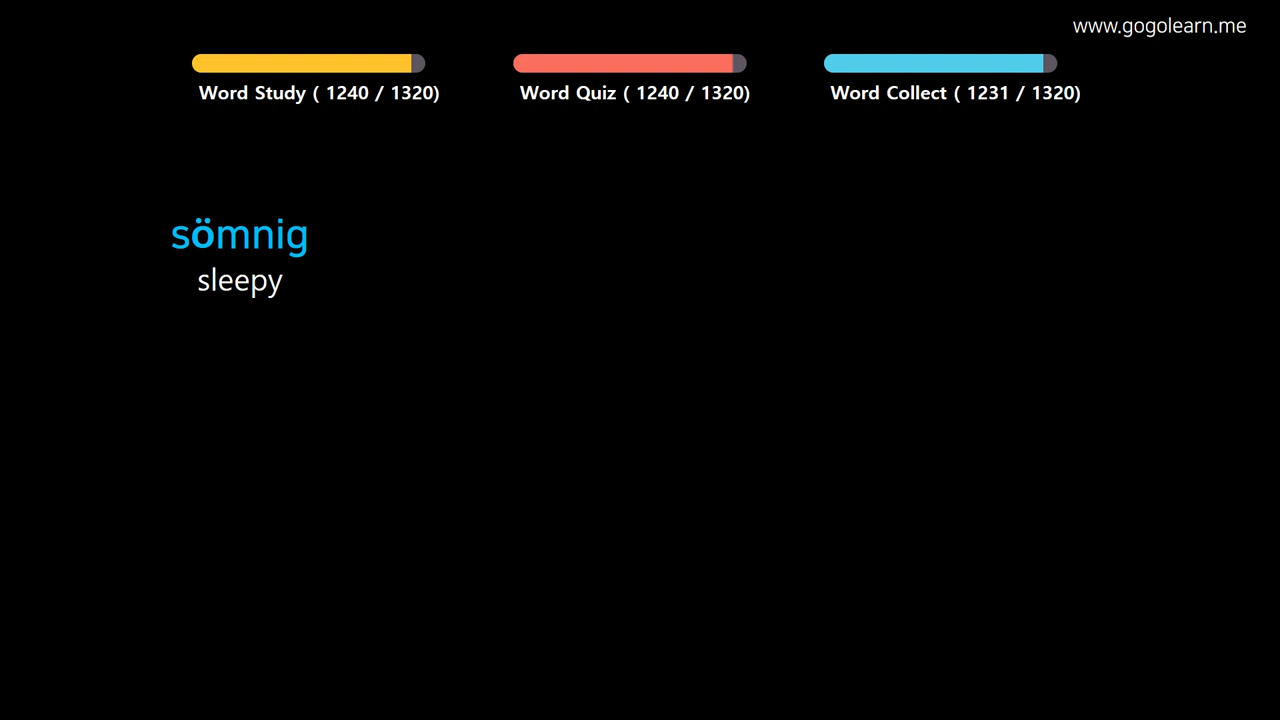 www.gogolearn.me
Word Study ( 1240 / 1320)
Word Quiz ( 1240 / 1320)
Word Collect ( 1231 / 1320)
sömnig
sleepy